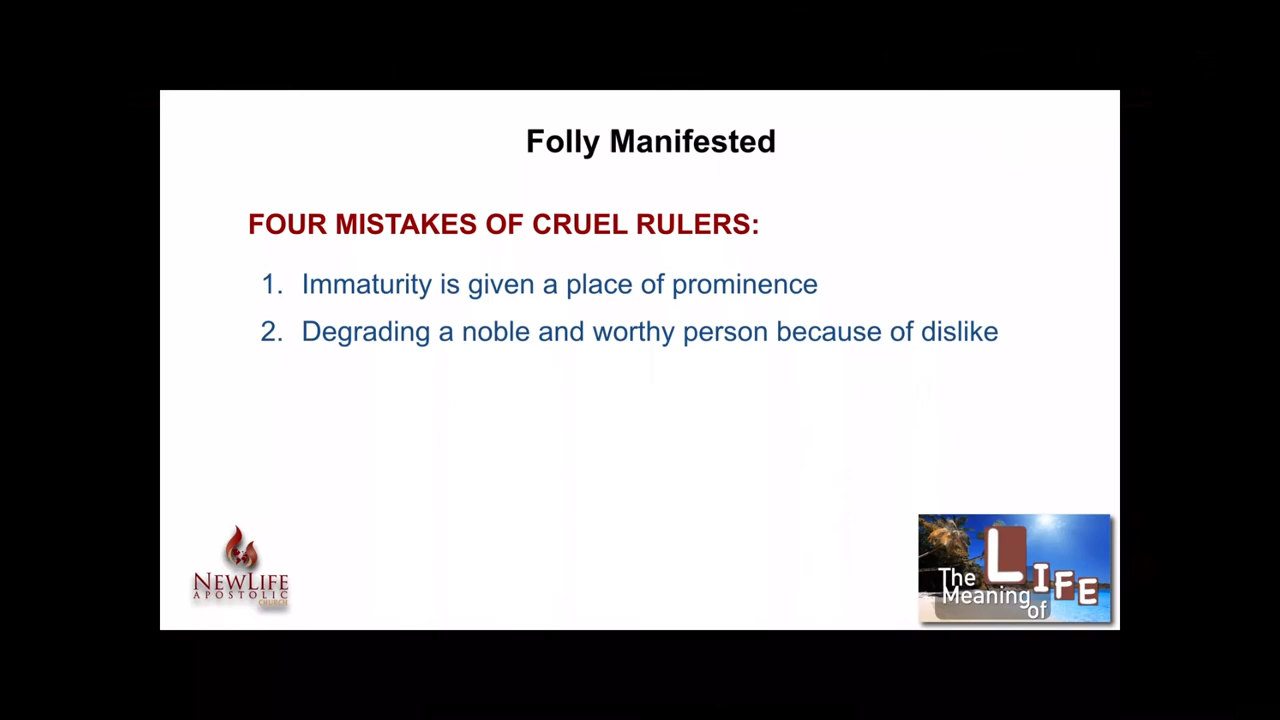 Folly Manifested
FOUR MISTAKES OF CRUEL RULERS:
1. Immaturity is given a place of prominence
2. Degrading a noble and worthy person because of dislike
NEWLIFE
APOSTOLIC
CHURCH
The
Meaning
of
LIFE